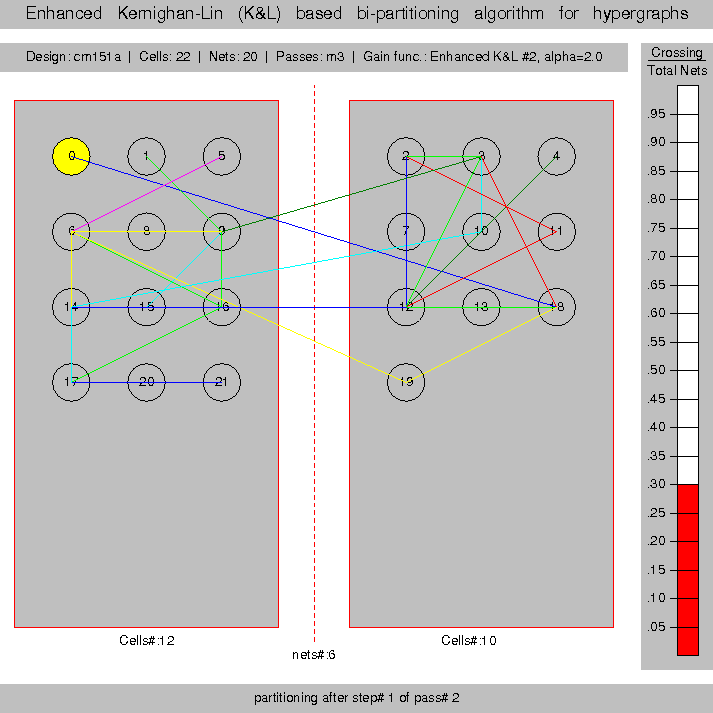 Enhanced Kernighan-Lin (K&L) based bi-partitioning algorithm for hypergraphs
Design: cm151a | Cells: 22 | Nets: 20 | Passes: m3 | Gain func.: Enhanced K&L #2, alpha=2.0
Crossing
Total Nets
.95
.90
.85
.80
.75
.70
.65
.60
.55
.50
.45
.40
.35
.30
.20
.15
.10
.05
0 1 5 2 3 4
6 8 9 7 10 11
14 15 16 12 13 18
17 20 21 19
Cells#:12
Cells#:10
nets#:6
partitioning after step# 1 of pass# 2